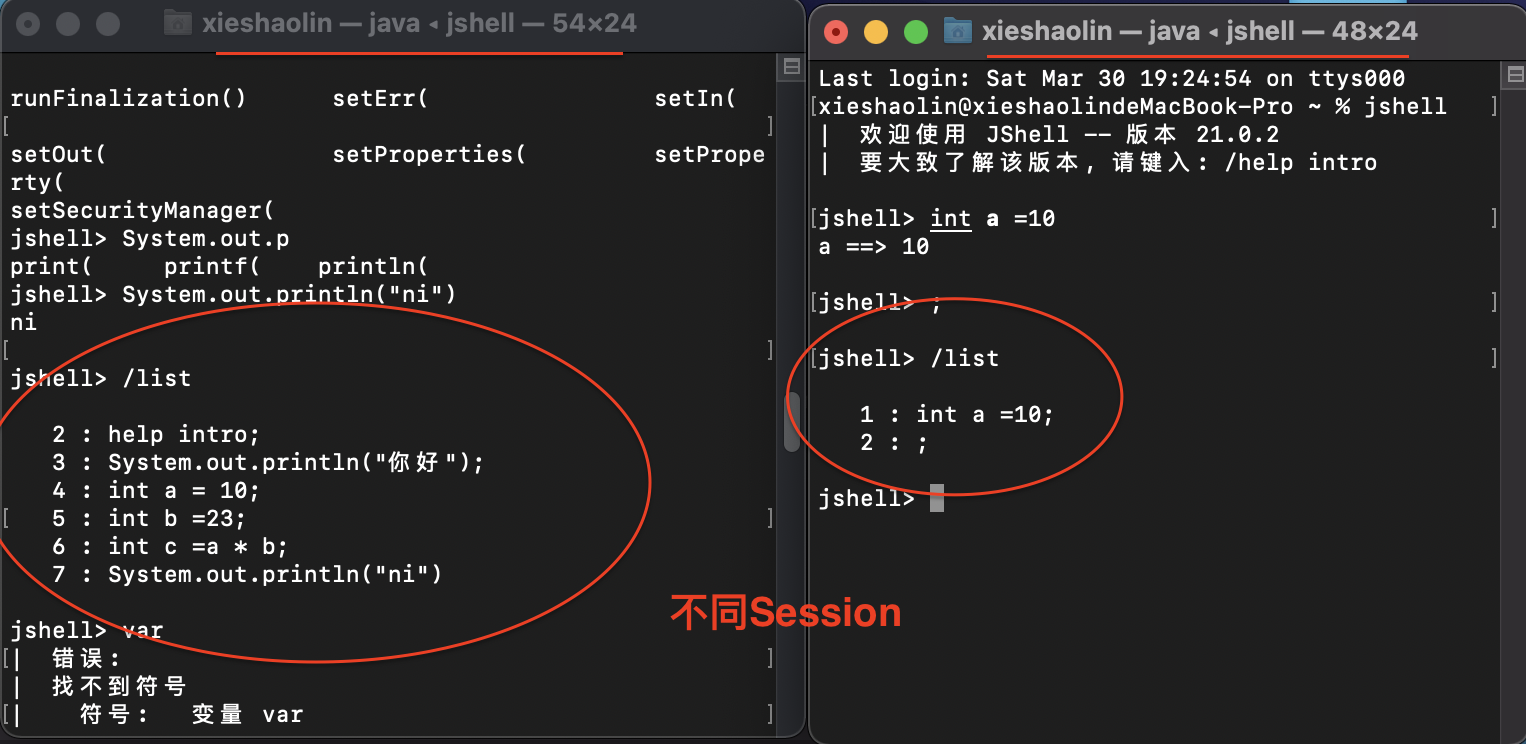 xieshaolin — java ◂ jshell — 54×24
runFinalization() setErr( setIn(
[ ]
setOut( setProperties( setPrope
rty(
setSecurityManager(
jshell> System.out.p
print( printf( println(
jshell> System.out.println("ni")
ni
[ ]
jshell> /list
2 : help intro;
3 : System.out.println("你好");
4 : int a = 10;
[ 5 : int b =23; ]
6 : int c =a * b;
7 : System.out.println("ni")
jshell> var
[| 错误: ]
| 找不到符号
[| 符号: 变量 var ]
xieshaolin — java ◂ jshell — 48×24
Last login: Sat Mar 30 19:24:54 on ttys000
[xieshaolin@xieshaolindeMacBook-Pro ~ % jshell ]
| 欢迎使用 JShell -- 版本 21.0.2
| 要大致了解该版本, 请键入: /help intro
[jshell> int a =10 ]
a ==> 10
[jshell> ; ]
[jshell> /list ]
1 : int a =10;
2 : ;
jshell>
不同Session